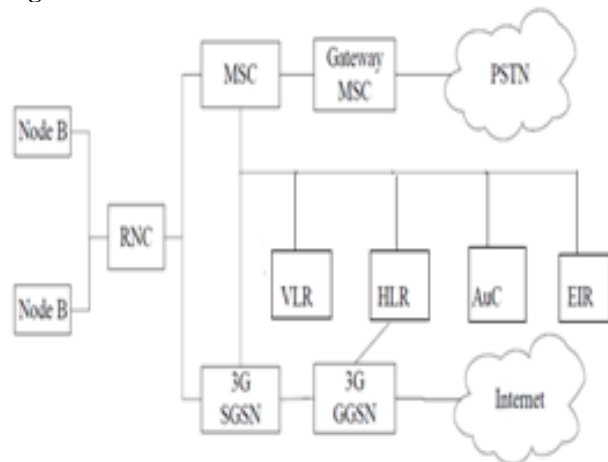 MSC
Gateway
MSC
PSTN
Node B
RNC
Node B
VLR
HLR
AuC
EIR
3G
SGSN
3G
GGSN
Internet